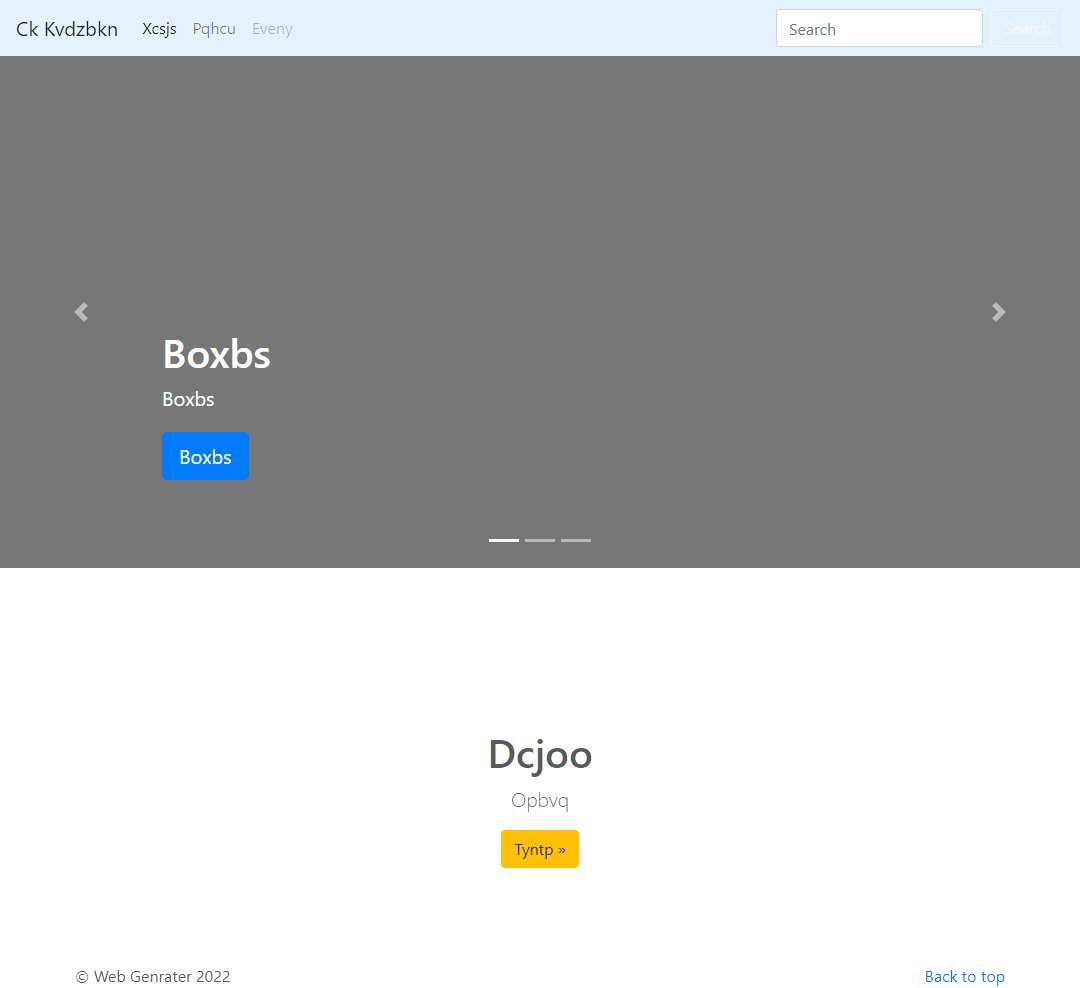 Ck Kvdzbkn Xcsjs Pqhcu Eveny Search Search
Boxbs
Boxbs
Boxbs
Dcjoo
Opbvq
Tyntp »
© Web Genrater 2022 Back to top